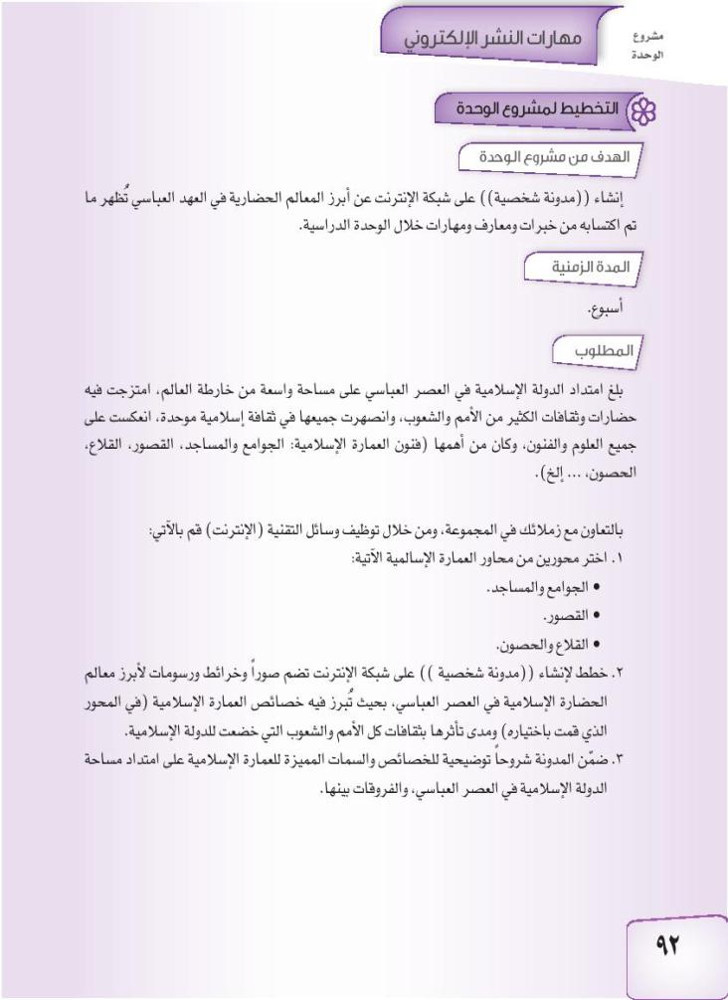 مشروع
الوحدة
مهارات النشر الإلكتروني
التخطيط لمشروع الوحدة
الهدف من مشروع الوحدة
إنشاء ((مدونة شخصية)) على شبكة الإنترنت عن أبرز المعالم الحضارية في العهد العباسي تُظهر ما
تم اكتسابه من خبرات ومعارف ومهارات خلال الوحدة الدراسية.
المدة الزمنية
أسبوع.
المطلوب
بلغ امتداد الدولة الإسلامية في العصر العباسي على مساحة واسعة من خارطة العالم، امتزجت فيه
حضارات وثقافات الكثير من الأمم والشعوب، وانصهرت جميعها في ثقافة إسلامية موحدة، انعكست على
جميع العلوم والفنون، وكان من أهمها (فنون العمارة الإسلامية: الجوامع والمساجد، القصور، القلاع،
الحصون، ... إلخ).
بالتعاون مع زملائك في المجموعة، ومن خلال توظيف وسائل التقنية (الإنترنت) قم بالآتي:
١. اختر محورين من محاور العمارة الإسالمية الآتية:
• الجوامع والمساجد.
• القصور.
• القلاع والحصون.
٢. خطط لإنشاء ((مدونة شخصية )) على شبكة الإنترنت تضم صوراً وخرائط ورسومات لأبرز معالم
الحضارة الإسلامية في العصر العباسي، بحيث تُبرز فيه خصائص العمارة الإسلامية (في المحور
الذي قمت باختياره) ومدى تأثرها بثقافات كل الأمم والشعوب التي خضعت للدولة الإسلامية.
٣. ضمّن المدونة شروحاً توضيحية للخصائص والسمات المميزة للعمارة الإسلامية على امتداد مساحة
الدولة الإسلامية في العصر العباسي، والفروقات بينها.
٩٢